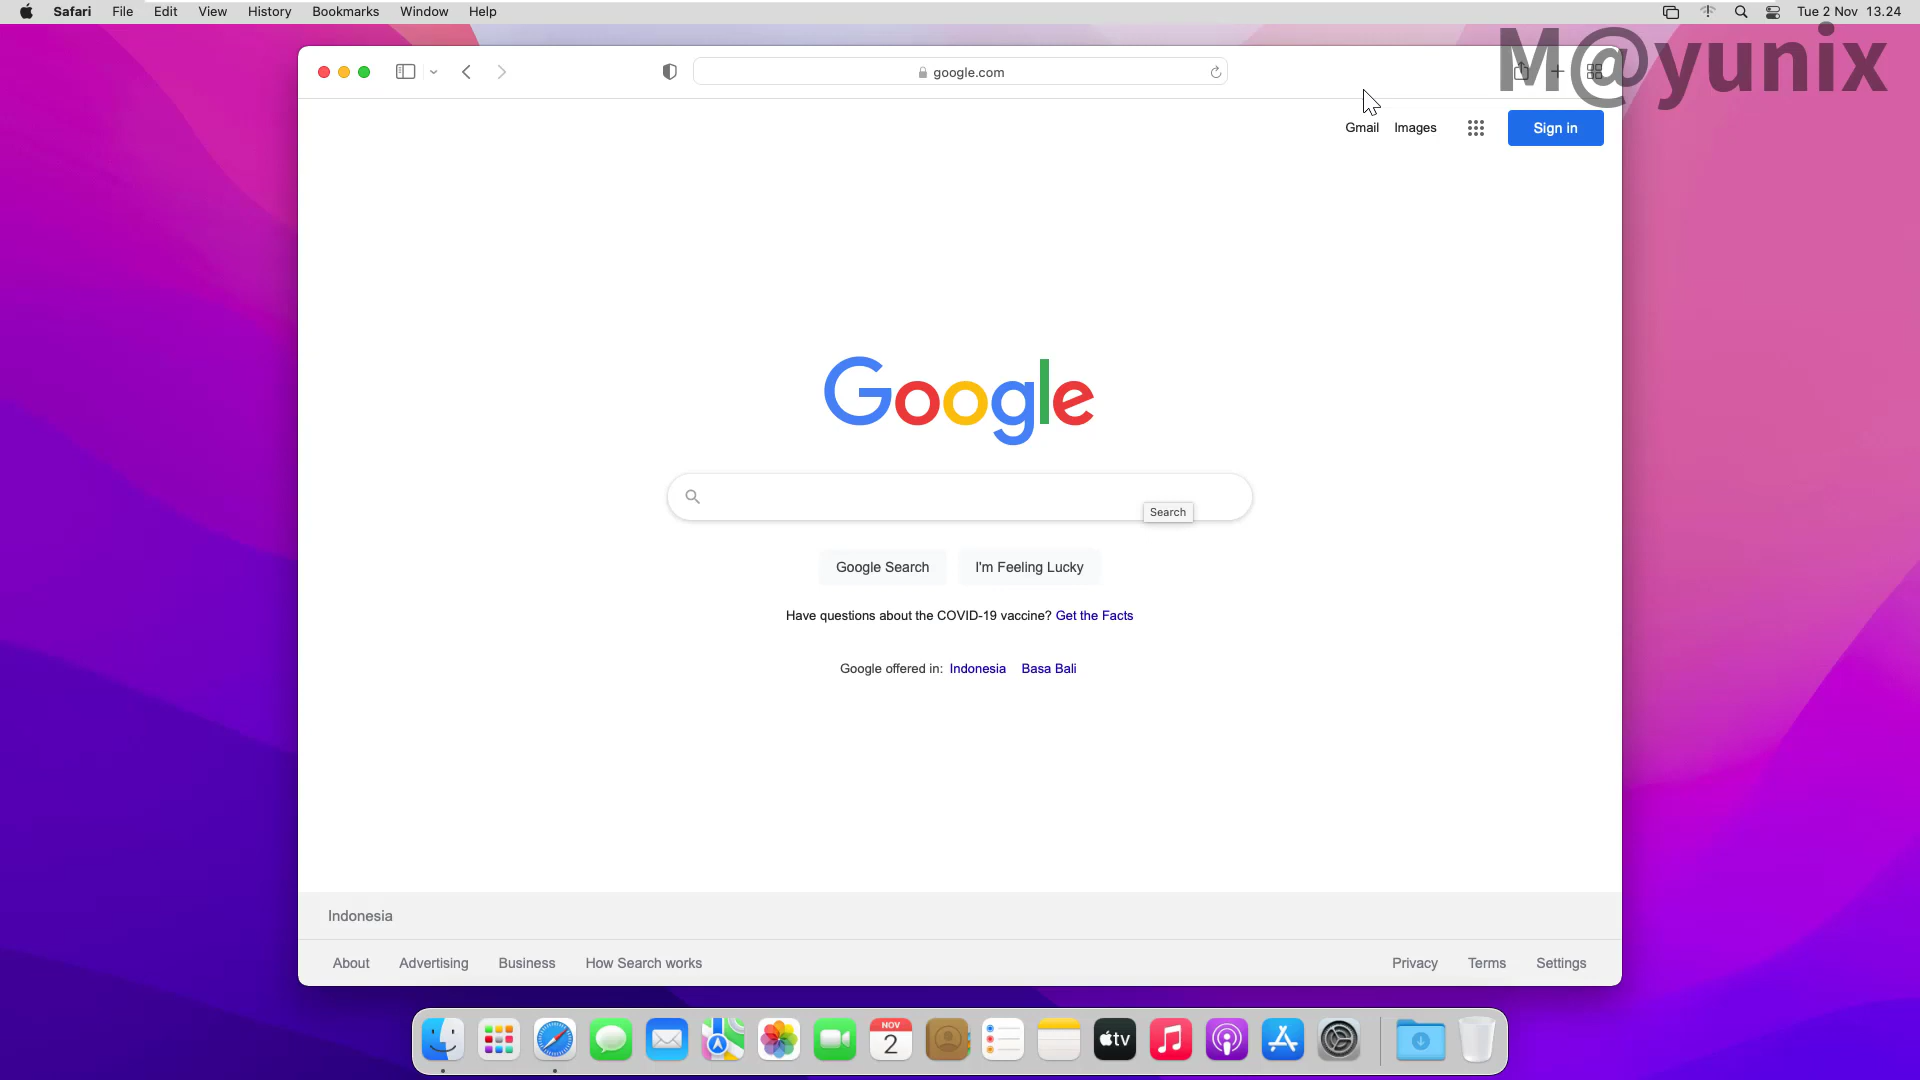 Safari File Edit View History Bookmarks Window Help Tue 2 Nov 13.24
M@yunix
google.com
Gmail Images Sign in
Google
Search
Google Search I'm Feeling Lucky
Have questions about the COVID-19 vaccine? Get the Facts
Google offered in: Indonesia Basa Bali
Indonesia
About Advertising Business How Search works Privacy Terms Settings
NOV
2
tv